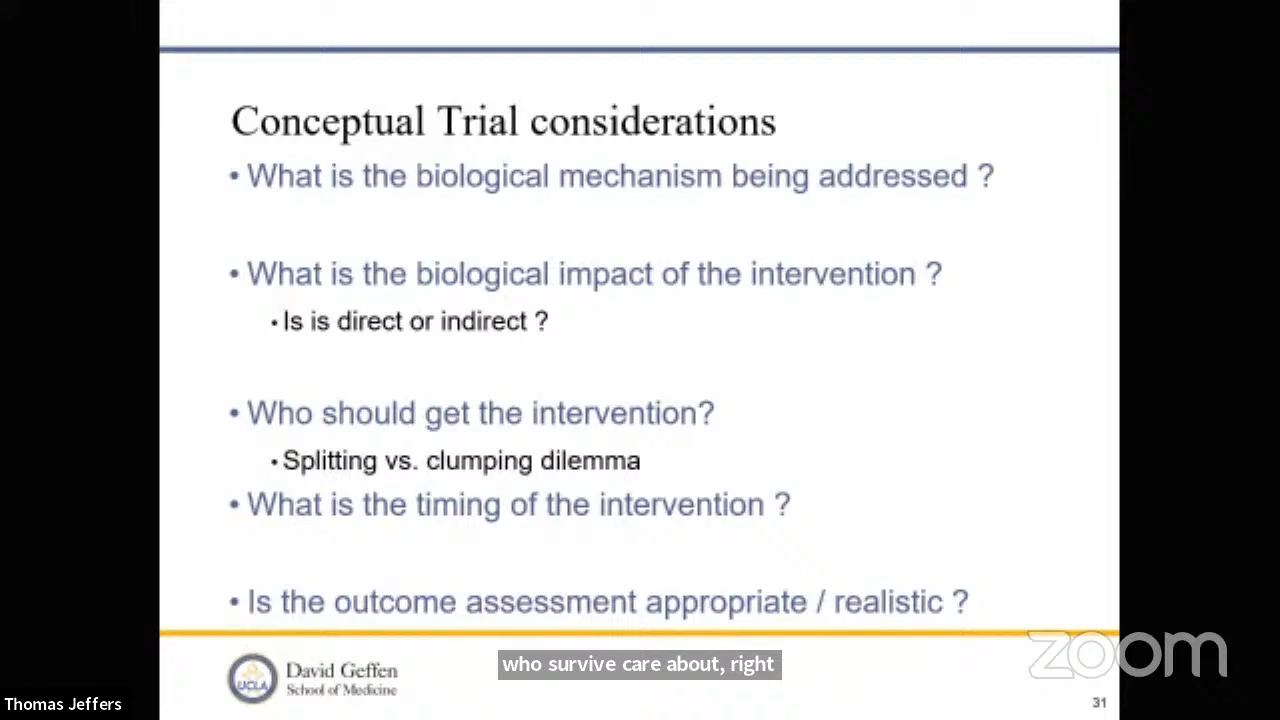 Conceptual Trial considerations
• What is the biological mechanism being addressed ?
• What is the biological impact of the intervention ?
• Is is direct or indirect ?
• Who should get the intervention?
• Splitting vs. clumping dilemma
• What is the timing of the intervention ?
• Is the outcome assessment appropriate / realistic ?
zoom
who survive care about, right
UCLA
David Geffen
School of Medicine
31
Thomas Jeffers